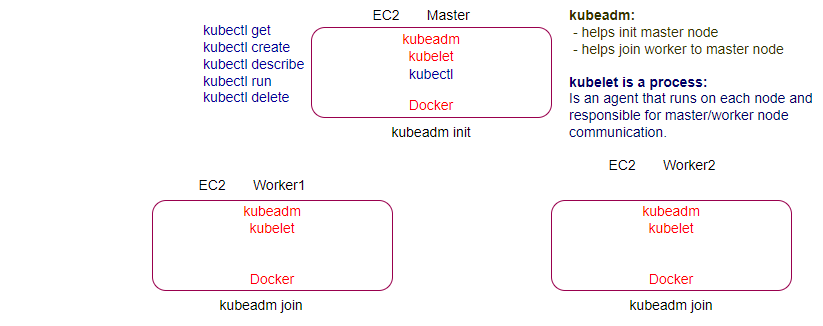 EC2 Master
kubectl get
kubectl create
kubectl describe
kubectl run
kubectl delete
kubeadm
kubelet
kubectl
Docker
kubeadm init
kubeadm:
- helps init master node
- helps join worker to master node
kubelet is a process:
Is an agent that runs on each node and
responsible for master/worker node
communication.
EC2 Worker1
kubeadm
kubelet
Docker
kubeadm join
EC2 Worker2
kubeadm
kubelet
Docker
kubeadm join